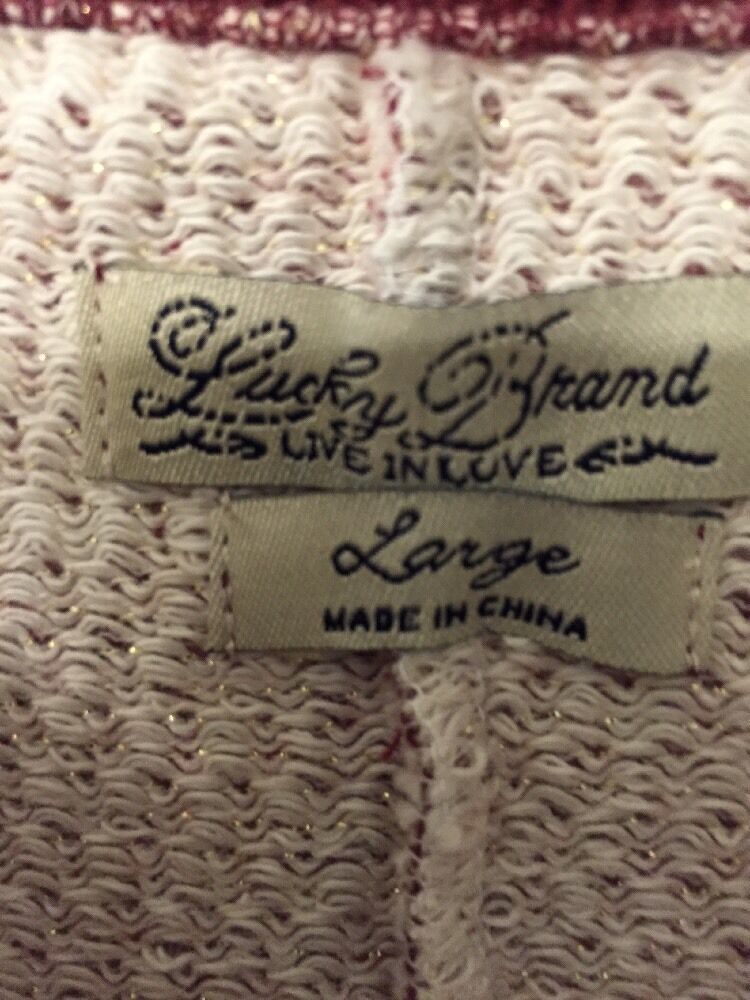 Lucky Brand
LIVE IN LOVE
Large
MADE IN CHINA